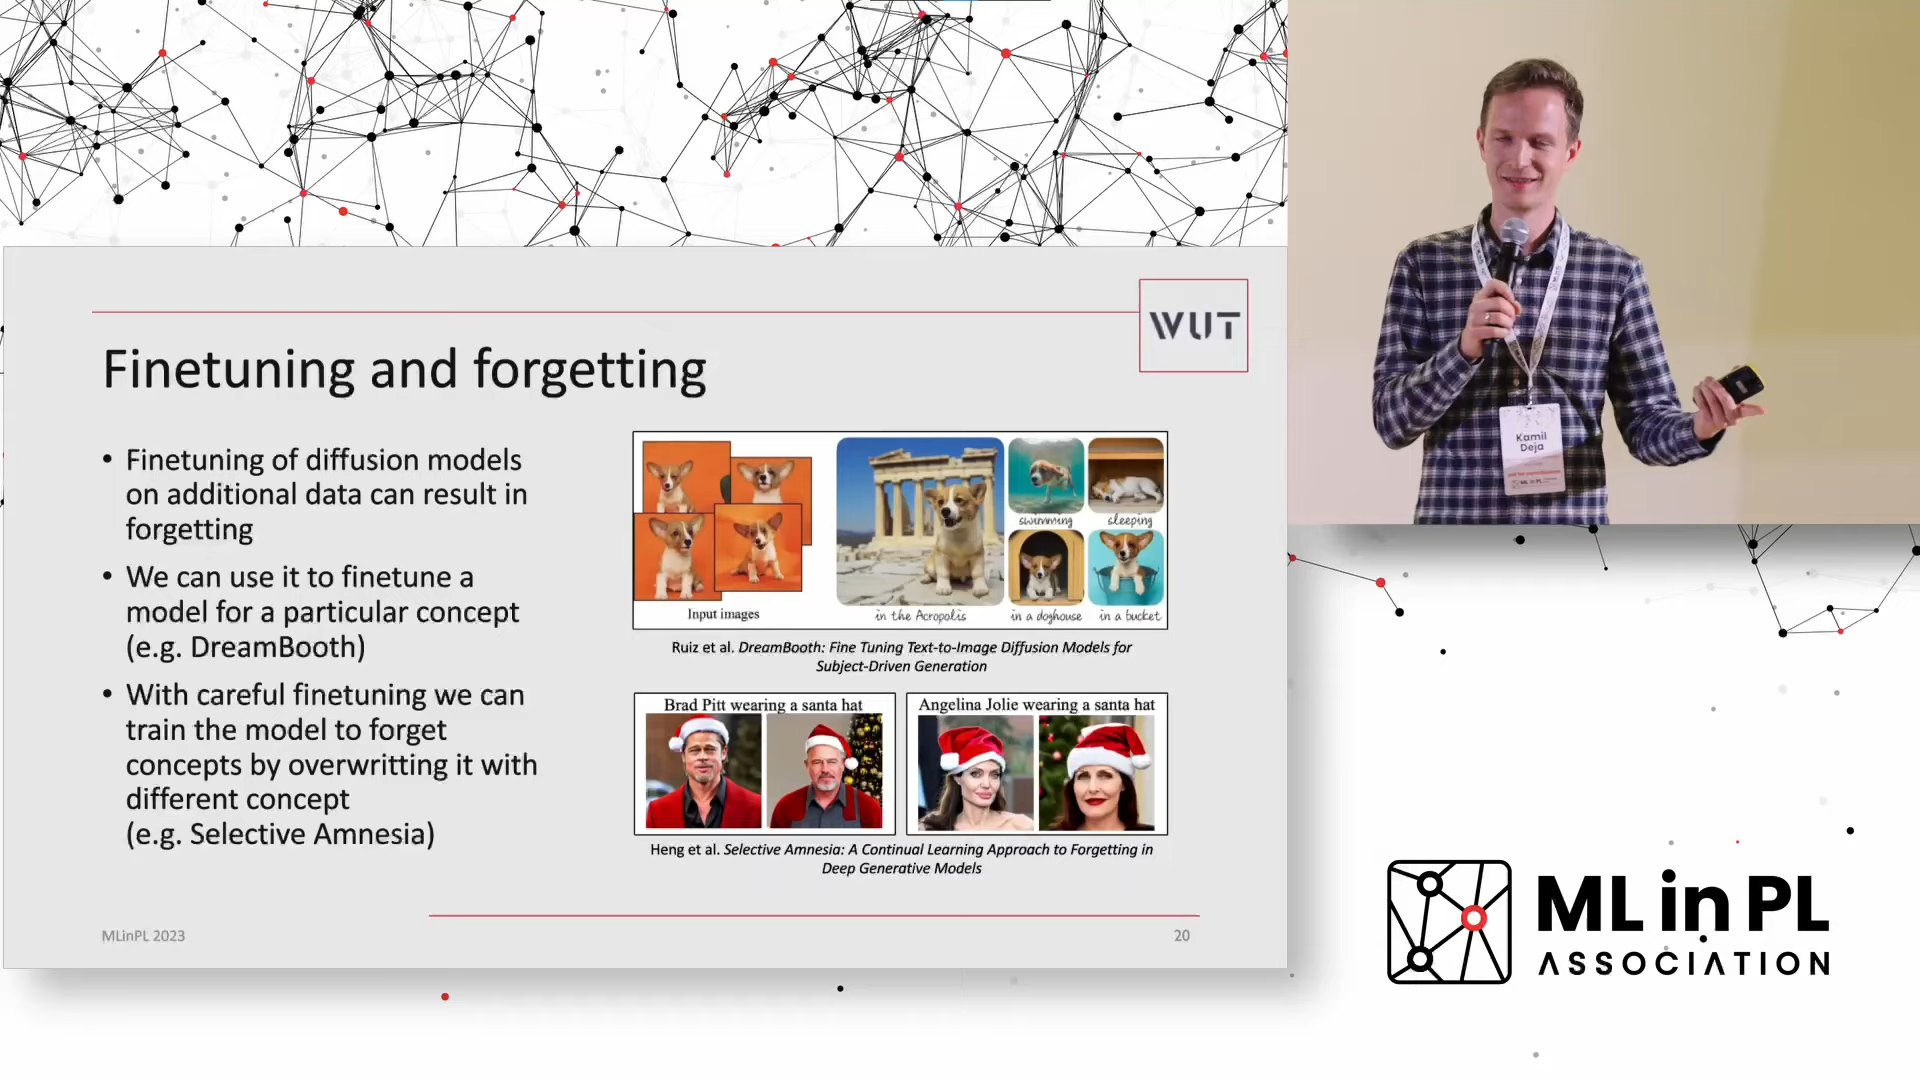 WUT
Finetuning and forgetting
• Finetuning of diffusion models
on additional data can result in
forgetting
• We can use it to finetune a
model for a particular concept
(e.g. DreamBooth)
• With careful finetuning we can
train the model to forget
concepts by overwritting it with
different concept
(e.g. Selective Amnesia)
Input images
in the Acropolis
swimming
sleeping
in a doghouse
in a bucket
Ruiz et al. DreamBooth: Fine Tuning Text-to-Image Diffusion Models for
Subject-Driven Generation
Brad Pitt wearing a santa hat
Angelina Jolie wearing a santa hat
Heng et al. Selective Amnesia: A Continual Learning Approach to Forgetting in
Deep Generative Models
MLinPL 2023
20
Kamil
Deja
ML in PL
ML in PL
ASSOCIATION